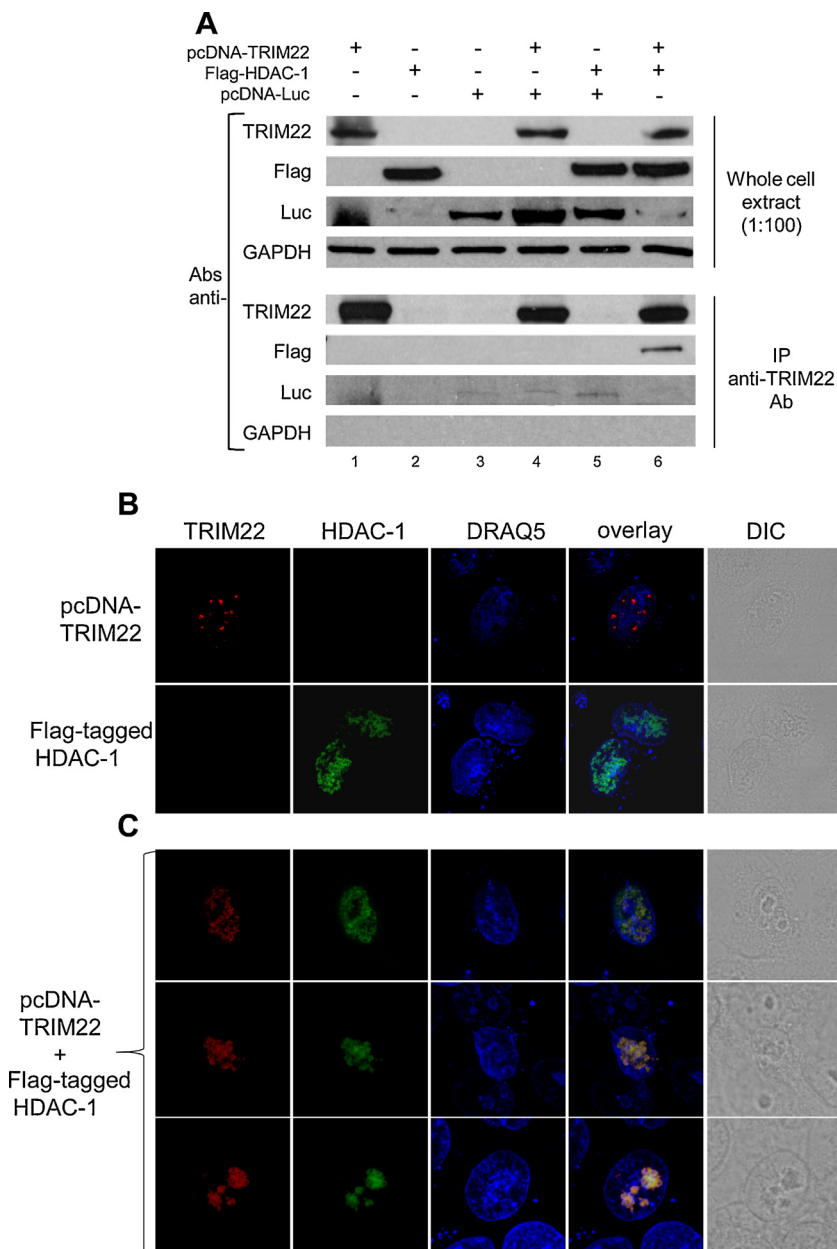 A
pcDNA-TRIM22 + - - + - +
Flag-HDAC-1 - + - - + +
pcDNA-Luc - - + + + -
TRIM22
Flag
Luc
GAPDH
Whole cell
extract
(1:100)
Abs
anti-
TRIM22
Flag
Luc
GAPDH
IP
anti-TRIM22
Ab
1 2 3 4 5 6
B
TRIM22 HDAC-1 DRAQ5 overlay DIC
pcDNA-
TRIM22
Flag-tagged
HDAC-1
C
pcDNA-
TRIM22
+
Flag-tagged
HDAC-1